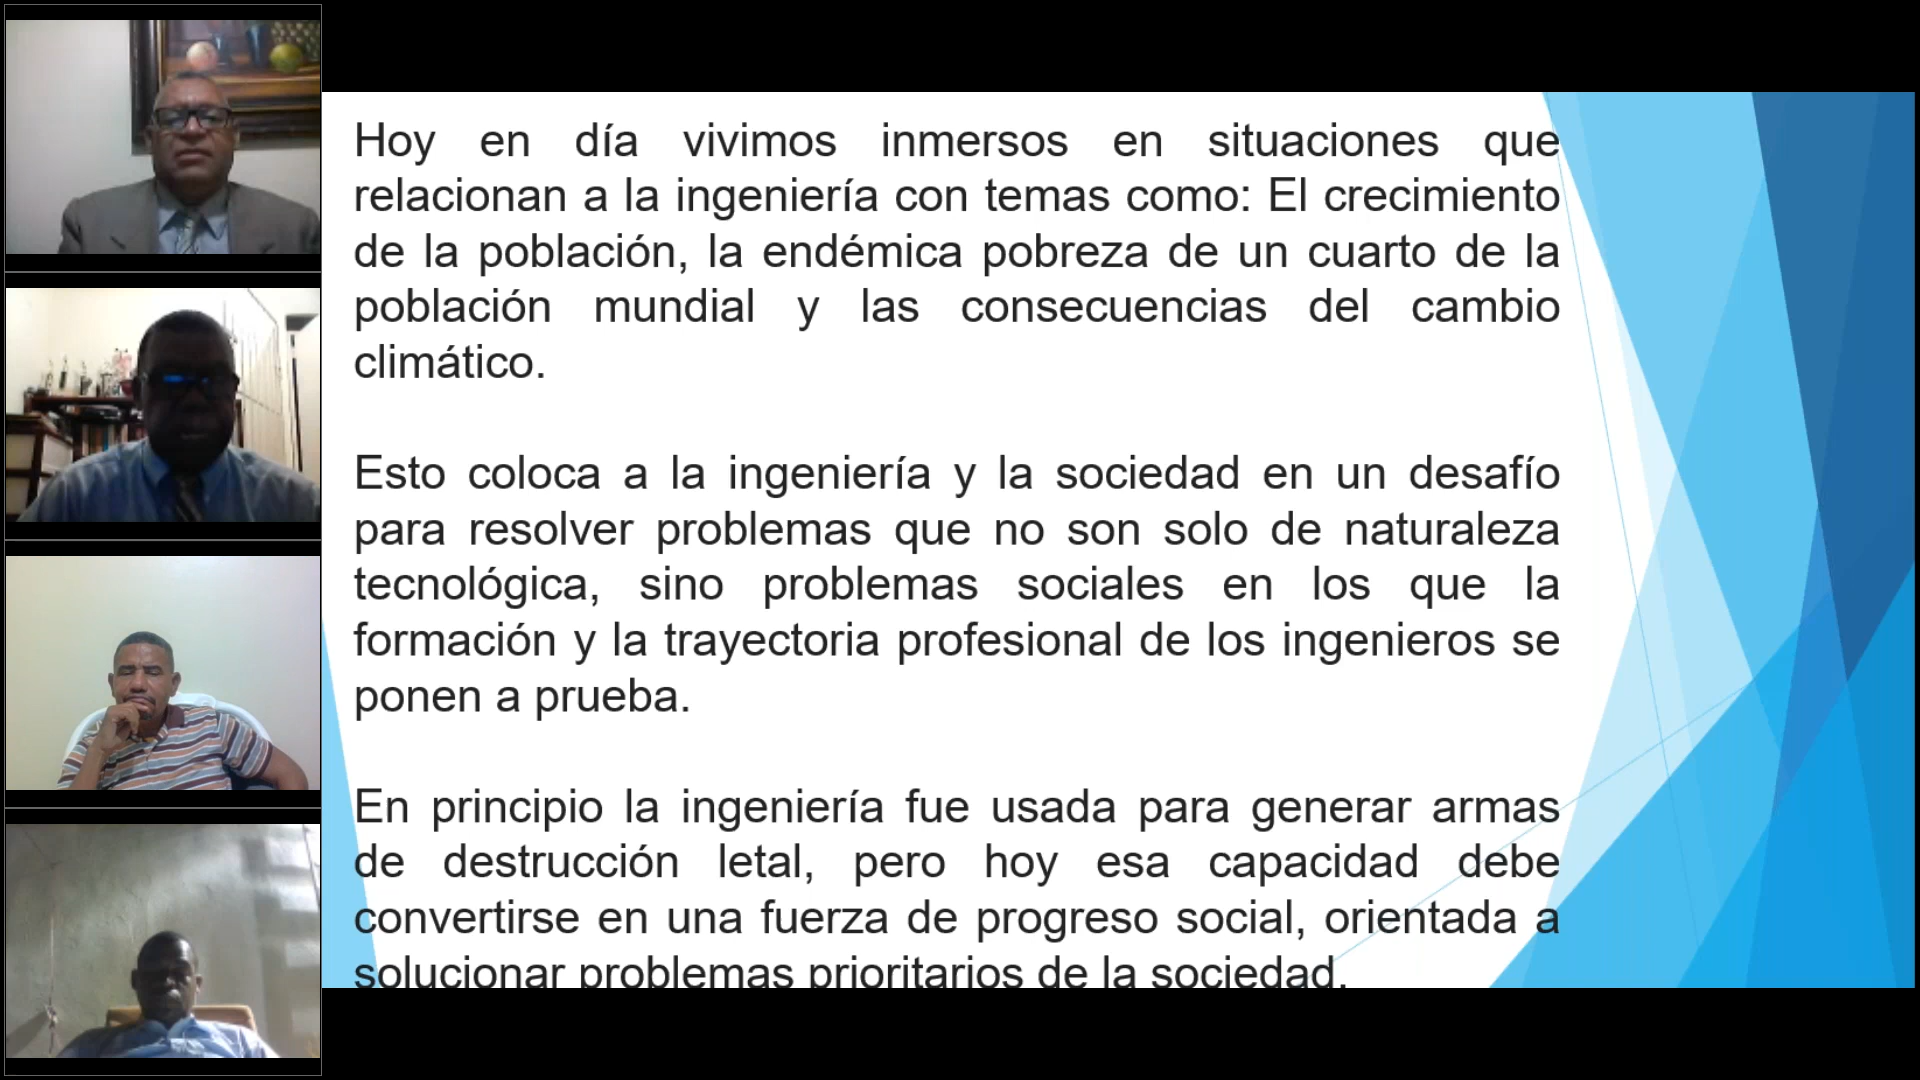 Hoy en día vivimos inmersos en situaciones que
relacionan a la ingeniería con temas como: El crecimiento
de la población, la endémica pobreza de un cuarto de la
población mundial y las consecuencias del cambio
climático.
Esto coloca a la ingeniería y la sociedad en un desafío
para resolver problemas que no son solo de naturaleza
tecnológica, sino problemas sociales en los que la
formación y la trayectoria profesional de los ingenieros se
ponen a prueba.
En principio la ingeniería fue usada para generar armas
de destrucción letal, pero hoy esa capacidad debe
convertirse en una fuerza de progreso social, orientada a
solucionar problemas prioritarios de la sociedad.